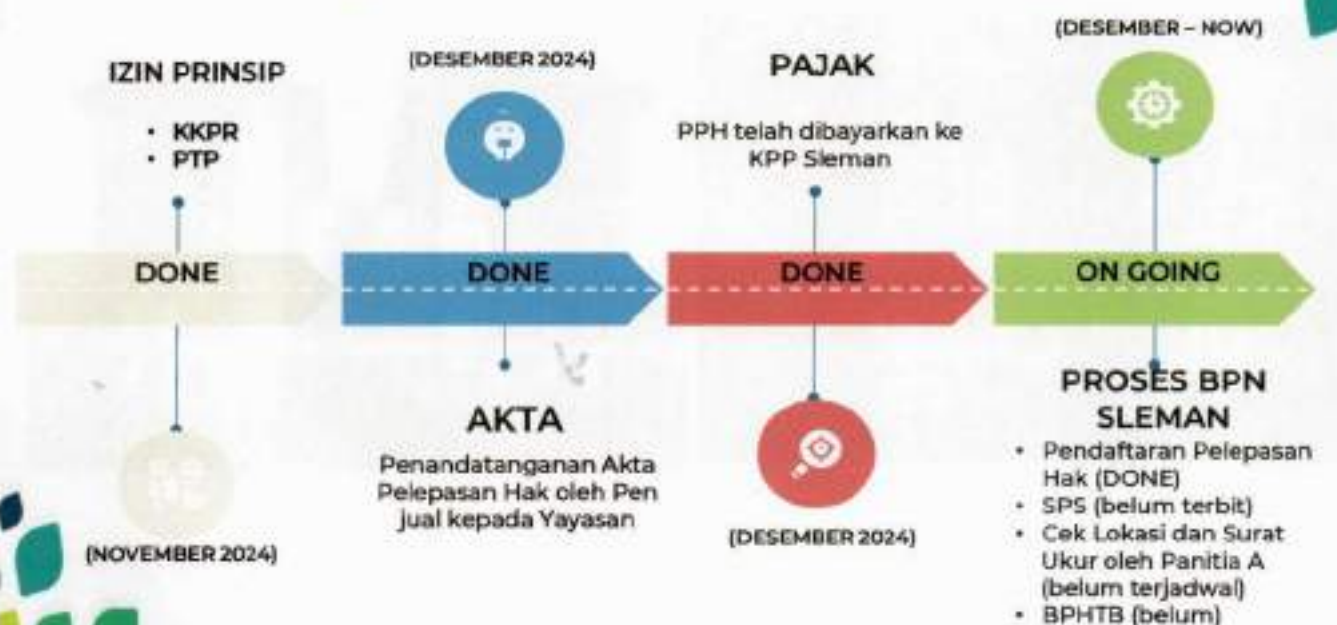 IZIN PRINSIP
• KKPR
• PTP
DONE
(NOVEMBER 2024)
(DESEMBER 2024)
DONE
AKTA
Penandatanganan Akta
Pelepasan Hak oleh Pen
jual kepada Yayasan
PAJAK
PPH telah dibayarkan ke
KPP Sleman
DONE
(DESEMBER 2024)
(DESEMBER – NOW)
ON GOING
PROSES BPN
SLEMAN
• Pendaftaran Pelepasan
Hak (DONE)
• SPS (belum terbit)
• Cek Lokasi dan Surat
Ukur oleh Panitia A
(belum terjadwal)
• BPHTB (belum)